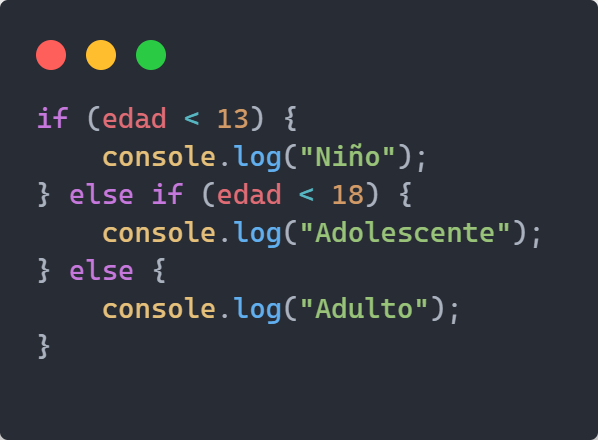 if (edad < 13) {
    console.log("Niño");
} else if (edad < 18) {
    console.log("Adolescente");
} else {
    console.log("Adulto");
}